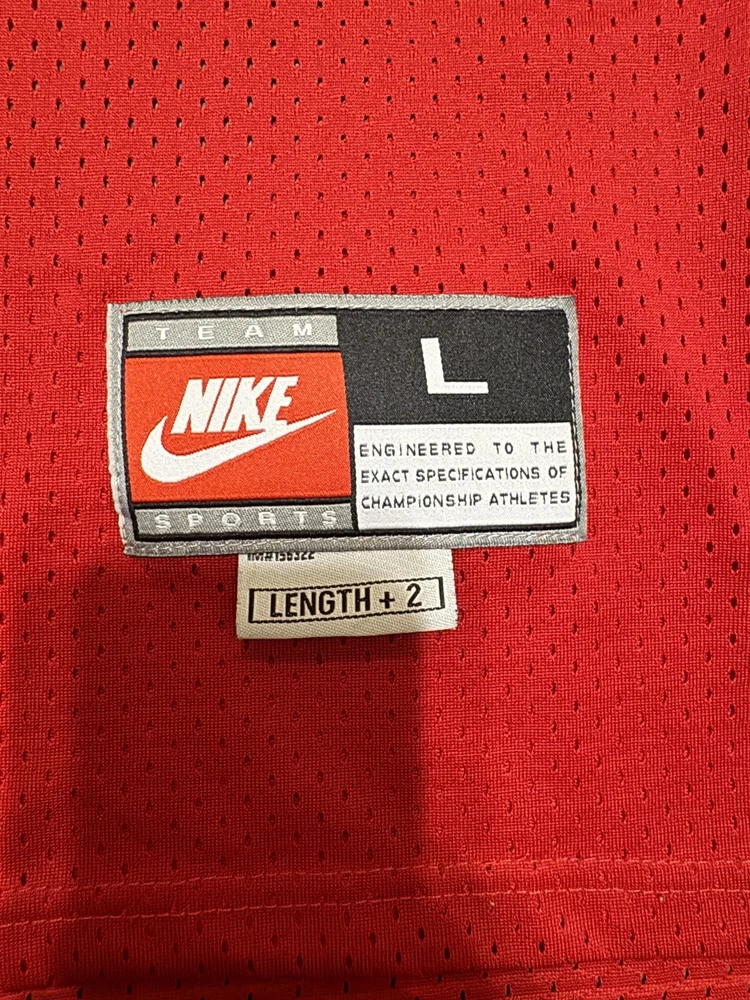 TEAM
NIKE
SPORTS
L
ENGINEERED TO THE
EXACT SPECIFICATIONS OF
CHAMPIONSHIP ATHLETES
LENGTH + 2